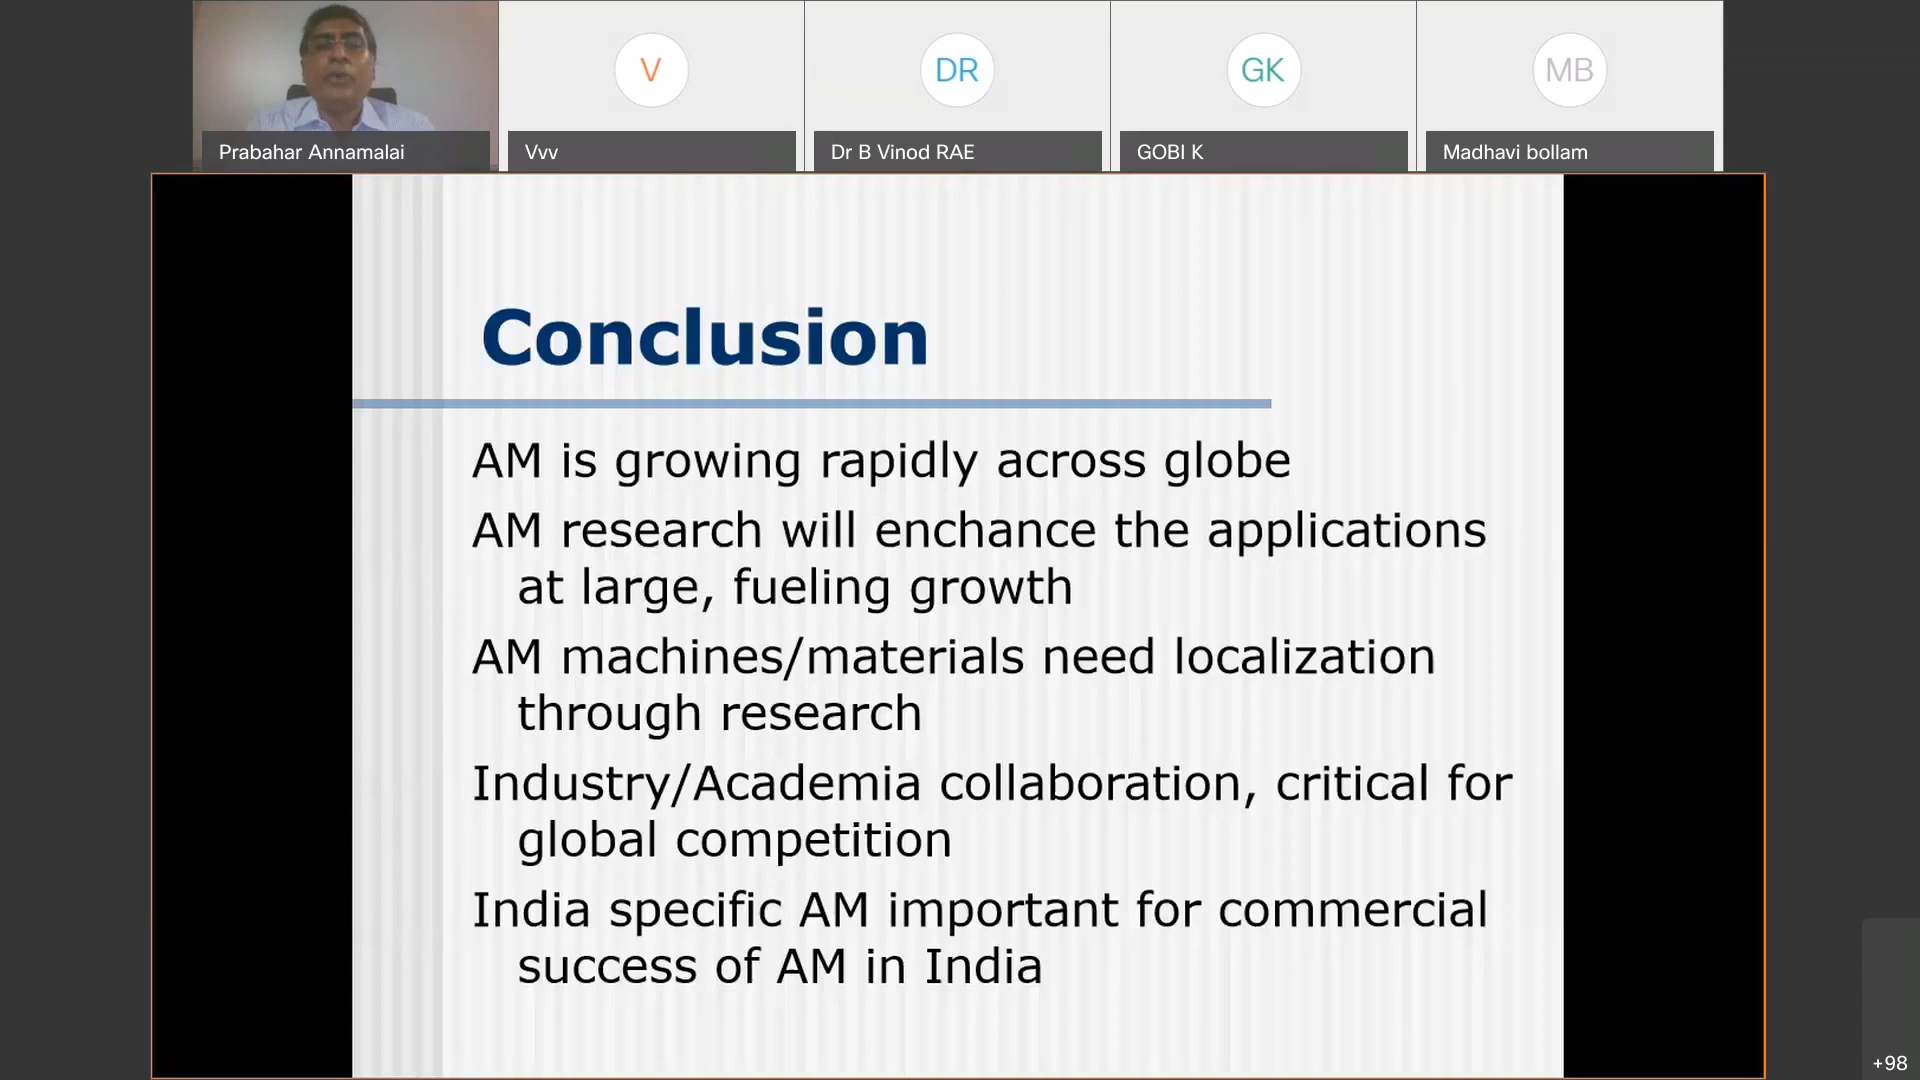 V
DR
GK
MB
Prabahar Annamalai
Vvv
Dr B Vinod RAE
GOBI K
Madhavi bollam
Conclusion
AM is growing rapidly across globe
AM research will enchance the applications
at large, fueling growth
AM machines/materials need localization
through research
Industry/Academia collaboration, critical for
global competition
India specific AM important for commercial
success of AM in India
+98